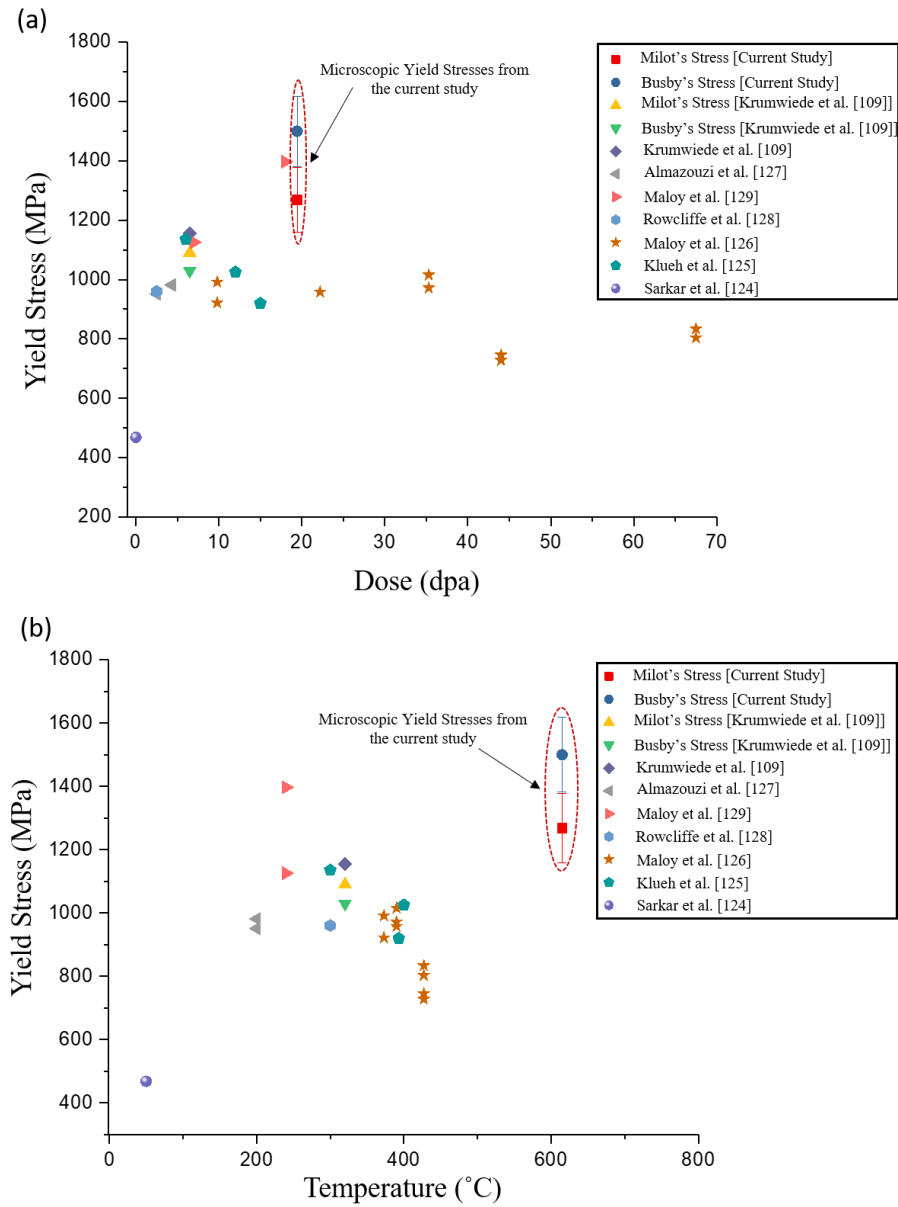 (a)
1800
1600
1400
1200
1000
800
600
400
200
0
10
20
30
40
50
60
70
Yield Stress (MPa)
Dose (dpa)
Microscopic Yield Stresses from
the current study
Milot’s Stress [Current Study]
Busby’s Stress [Current Study]
Milot’s Stress [Krumwiede et al. [109]]
Busby’s Stress [Krumwiede et al. [109]]
Krumwiede et al. [109]
Almazouzi et al. [127]
Maloy et al. [129]
Rowcliffe et al. [128]
Maloy et al. [126]
Klueh et al. [125]
Sarkar et al. [124]
(b)
1800
1600
1400
1200
1000
800
600
400
0
200
400
600
800
Yield Stress (MPa)
Temperature (˚C)
Microscopic Yield Stresses from
the current study
Milot’s Stress [Current Study]
Busby’s Stress [Current Study]
Milot’s Stress [Krumwiede et al. [109]]
Busby’s Stress [Krumwiede et al. [109]]
Krumwiede et al. [109]
Almazouzi et al. [127]
Maloy et al. [129]
Rowcliffe et al. [128]
Maloy et al. [126]
Klueh et al. [125]
Sarkar et al. [124]